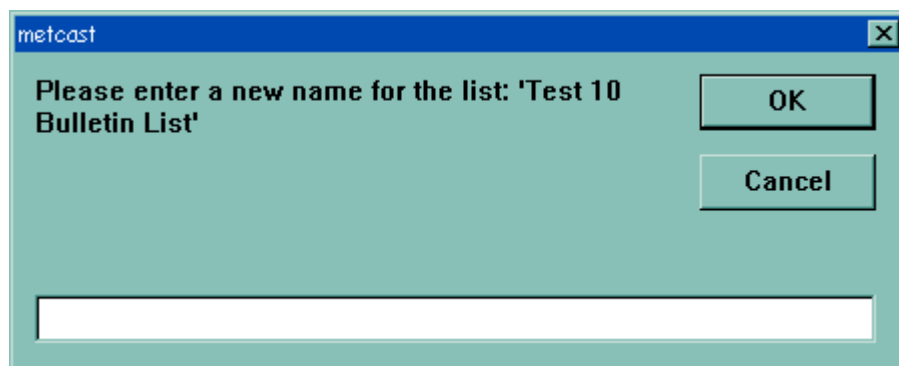 metcast
Please enter a new name for the list: 'Test 10
Bulletin List'
OK
Cancel